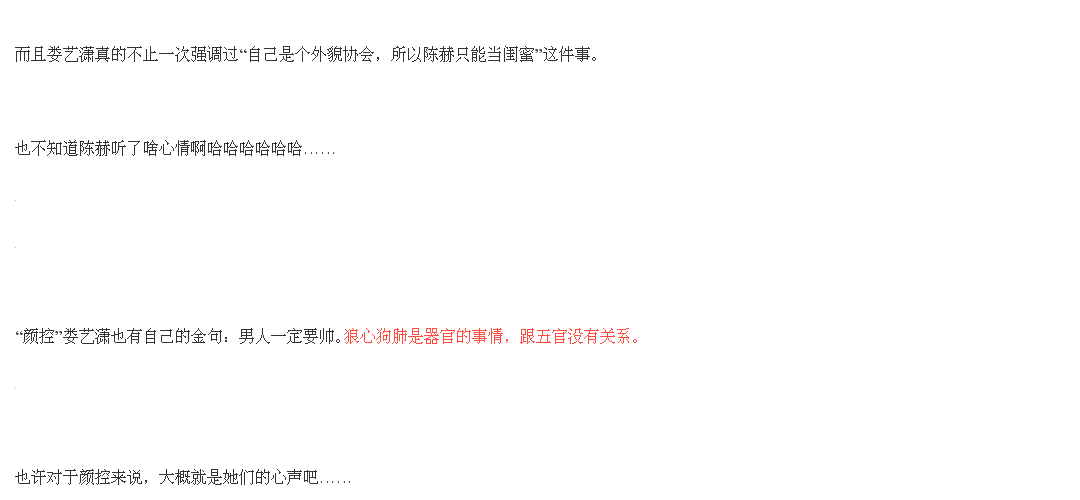 而且娄艺潇真的不止一次强调过“自己是个外貌协会，所以陈赫只能当闺蜜”这件事。
也不知道陈赫听了啥心情啊哈哈哈哈哈哈……
“颜控”娄艺潇也有自己的金句：男人一定要帅。狼心狗肺是器官的事情，跟五官没有关系。
也许对于颜控来说，大概就是她们的心声吧……